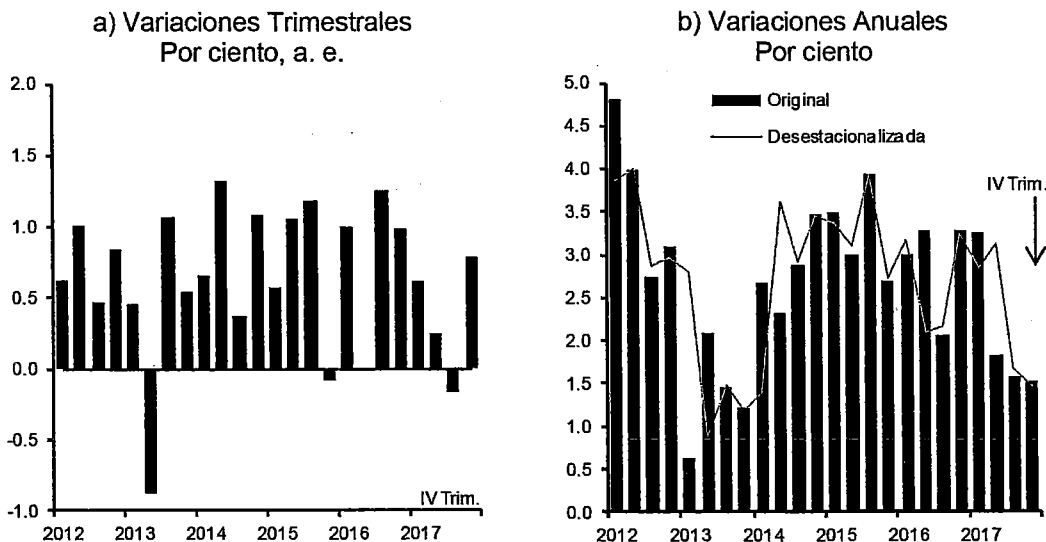 a) Variaciones Trimestrales
Por ciento, a. e.
2.0
1.5
1.0
0.5
0.0
-0.5
-1.0
IV Trim.
2012 2013 2014 2015 2016 2017
b) Variaciones Anuales
Por ciento
5.0
4.5
4.0
3.5
3.0
2.5
2.0
1.5
1.0
0.5
0.0
Original
Desestacionalizada
IV Trim.
2012 2013 2014 2015 2016 2017